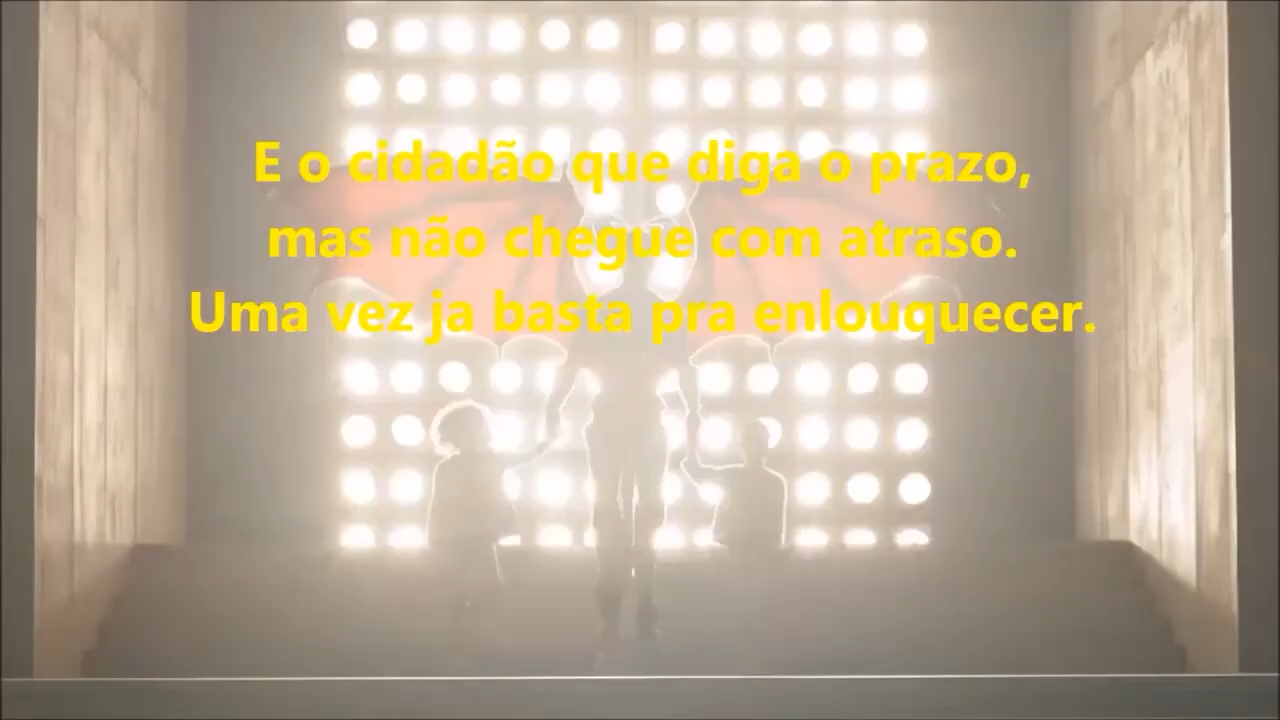 E o cidadão que diga o prazo,
mas não chegue com atraso.
Uma vez ja basta pra enlouquecer.